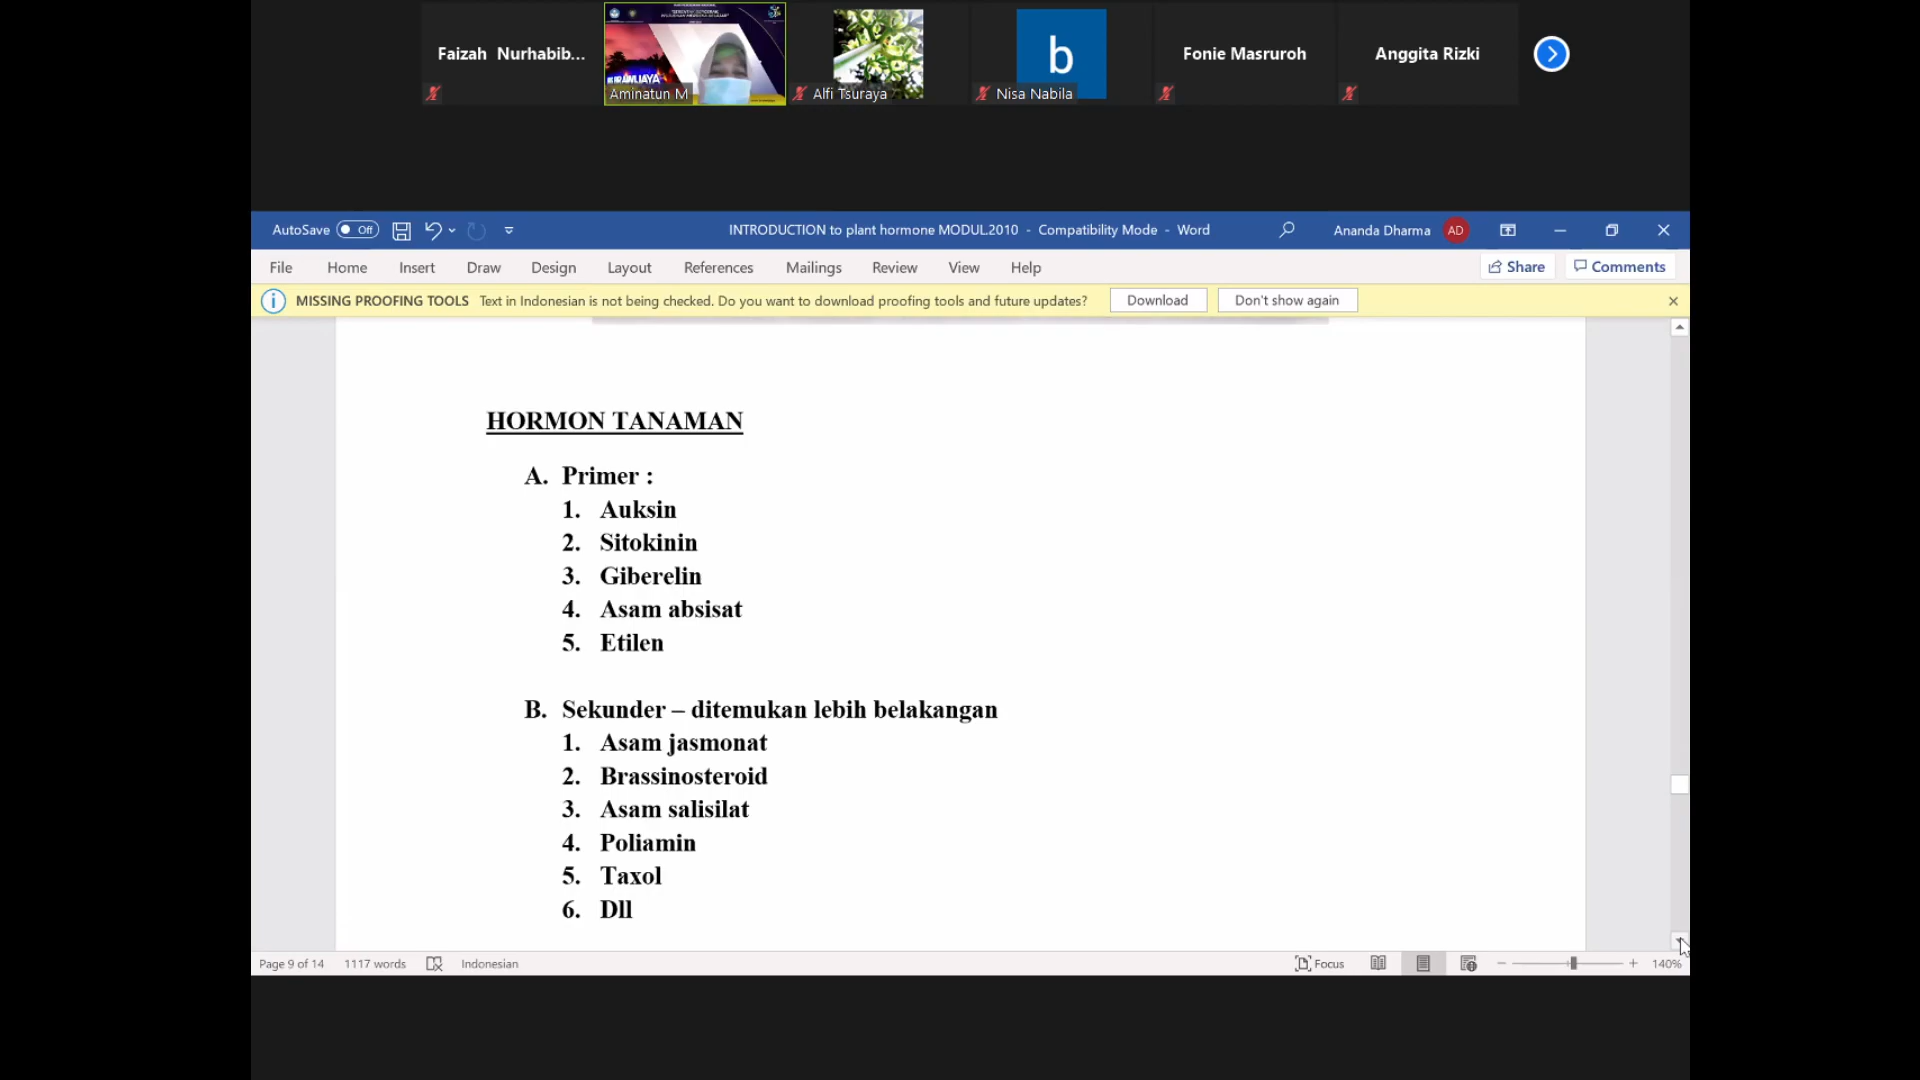 Faizah Nurhabib...
Aminatun M
Alfi Tsuraya
b
Nisa Nabila
Fonie Masruroh
Anggita Rizki
AutoSave Off
INTRODUCTION to plant hormone MODUL.2010 - Compatibility Mode - Word
Ananda Dharma AD
File Home Insert Draw Design Layout References Mailings Review View Help
Share Comments
MISSING PROOFING TOOLS Text in Indonesian is not being checked. Do you want to download proofing tools and future updates? Download Don't show again
HORMON TANAMAN
A. Primer :
1. Auksin
2. Sitokinin
3. Giberelin
4. Asam absisat
5. Etilen
B. Sekunder – ditemukan lebih belakangan
1. Asam jasmonat
2. Brassinosteroid
3. Asam salisilat
4. Poliamin
5. Taxol
6. Dll
Page 9 of 14 1117 words Indonesian Focus 140%